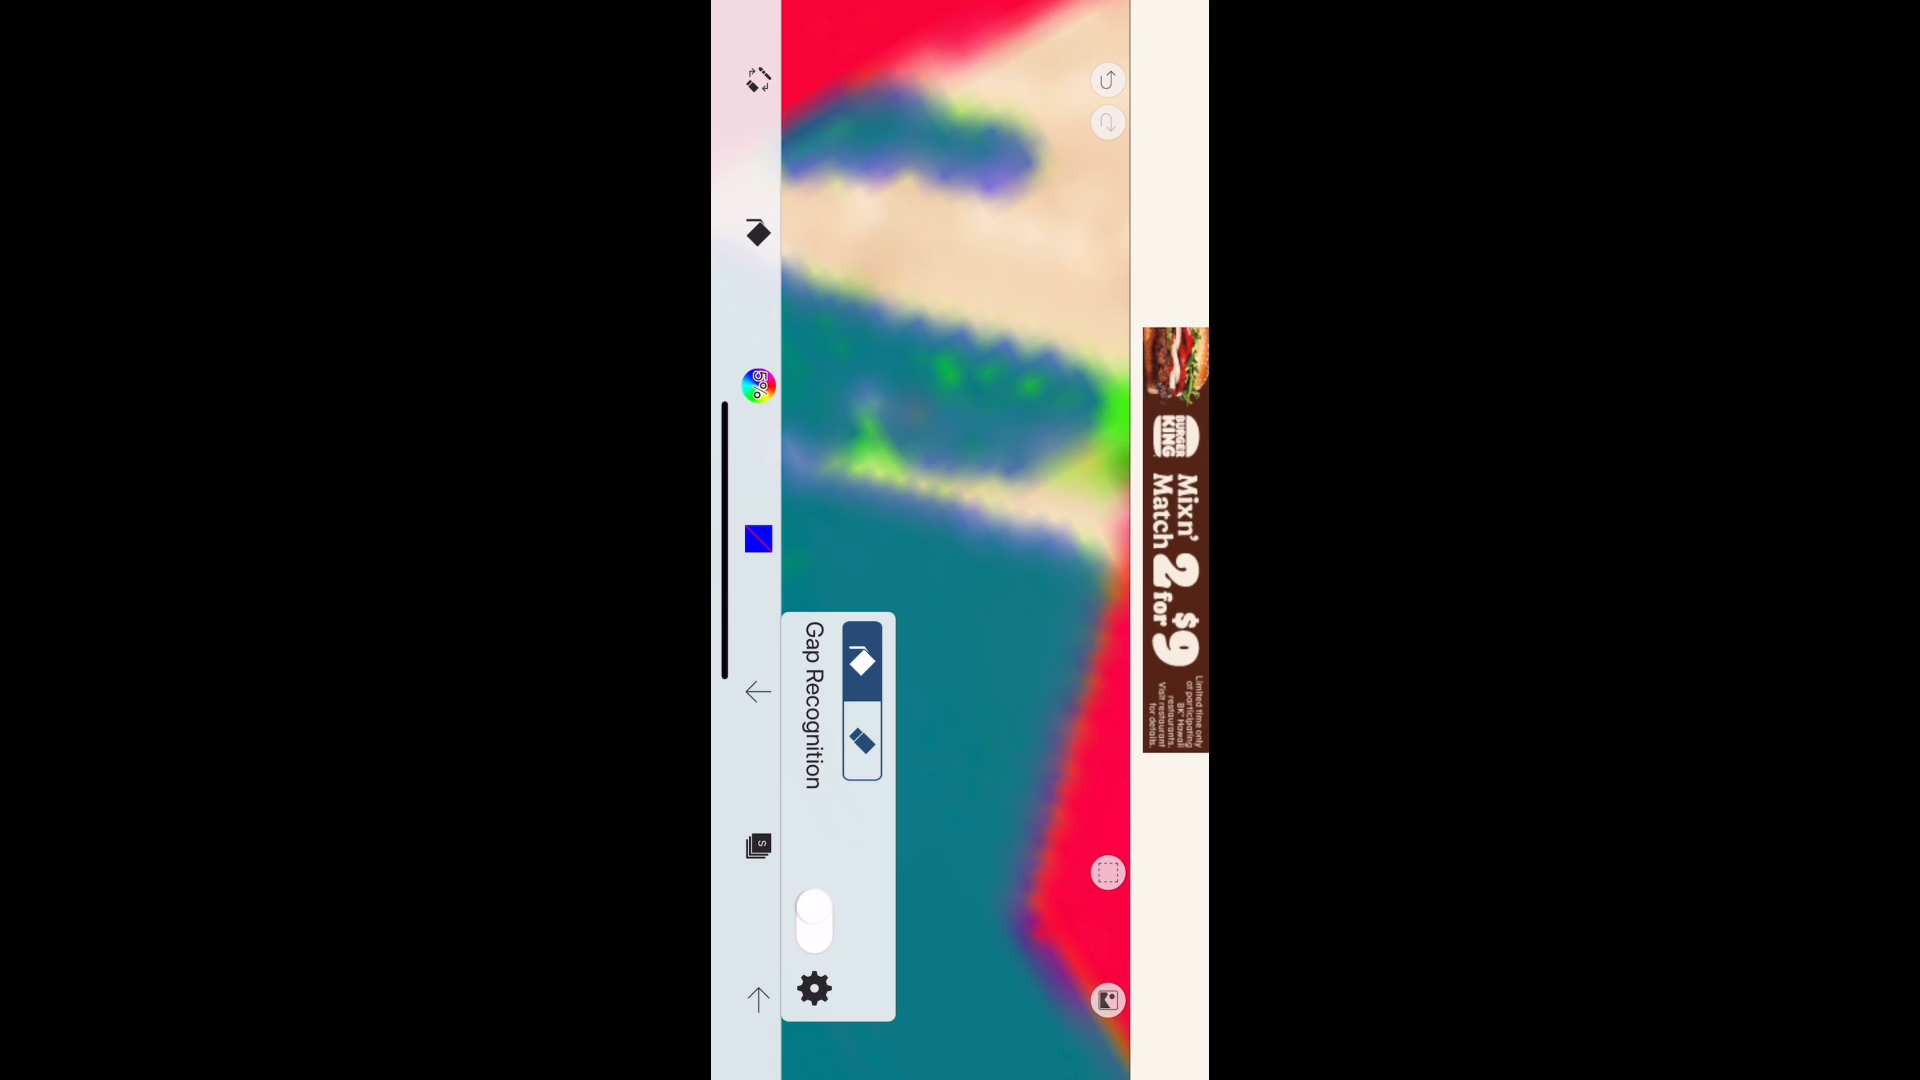 BURGER
KING
Mix n'
Match
2 for
$9
Limited time only
at participating
BK® Hawaii
restaurants.
Visit restaurant
for details.
5%
S
Gap Recognition